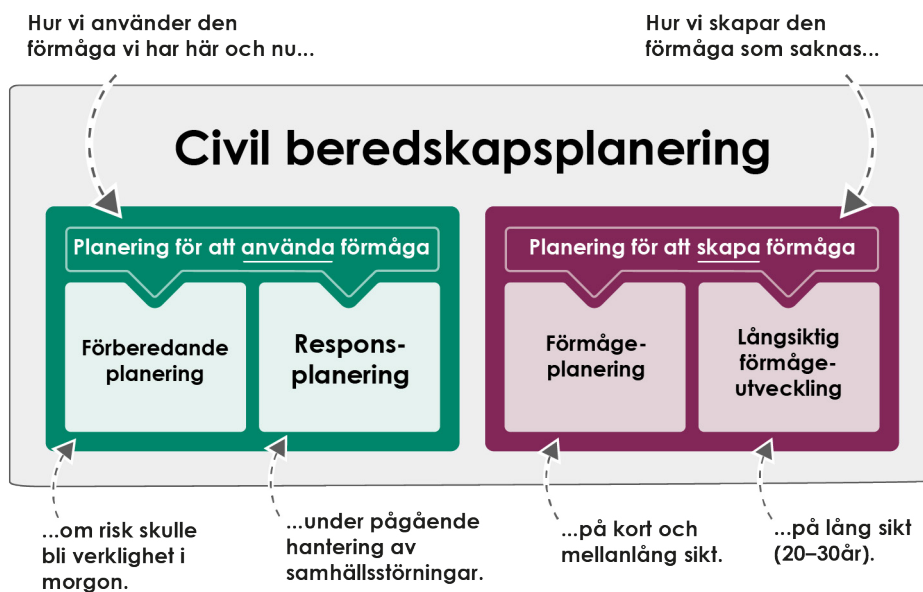 Hur vi använder den
förmåga vi har här och nu...
Hur vi skapar den
förmåga som saknas...
Civil beredskapsplanering
Planering för att använda förmåga
Förberedande
planering
Respons-
planering
Planering för att skapa förmåga
Förmåge-
planering
Långsiktig
förmåge-
utveckling
...om risk skulle
bli verklighet i
morgon.
...under pågående
hantering av
samhällsstörningar.
...på kort och
mellanlång sikt.
...på lång sikt
(20–30år).